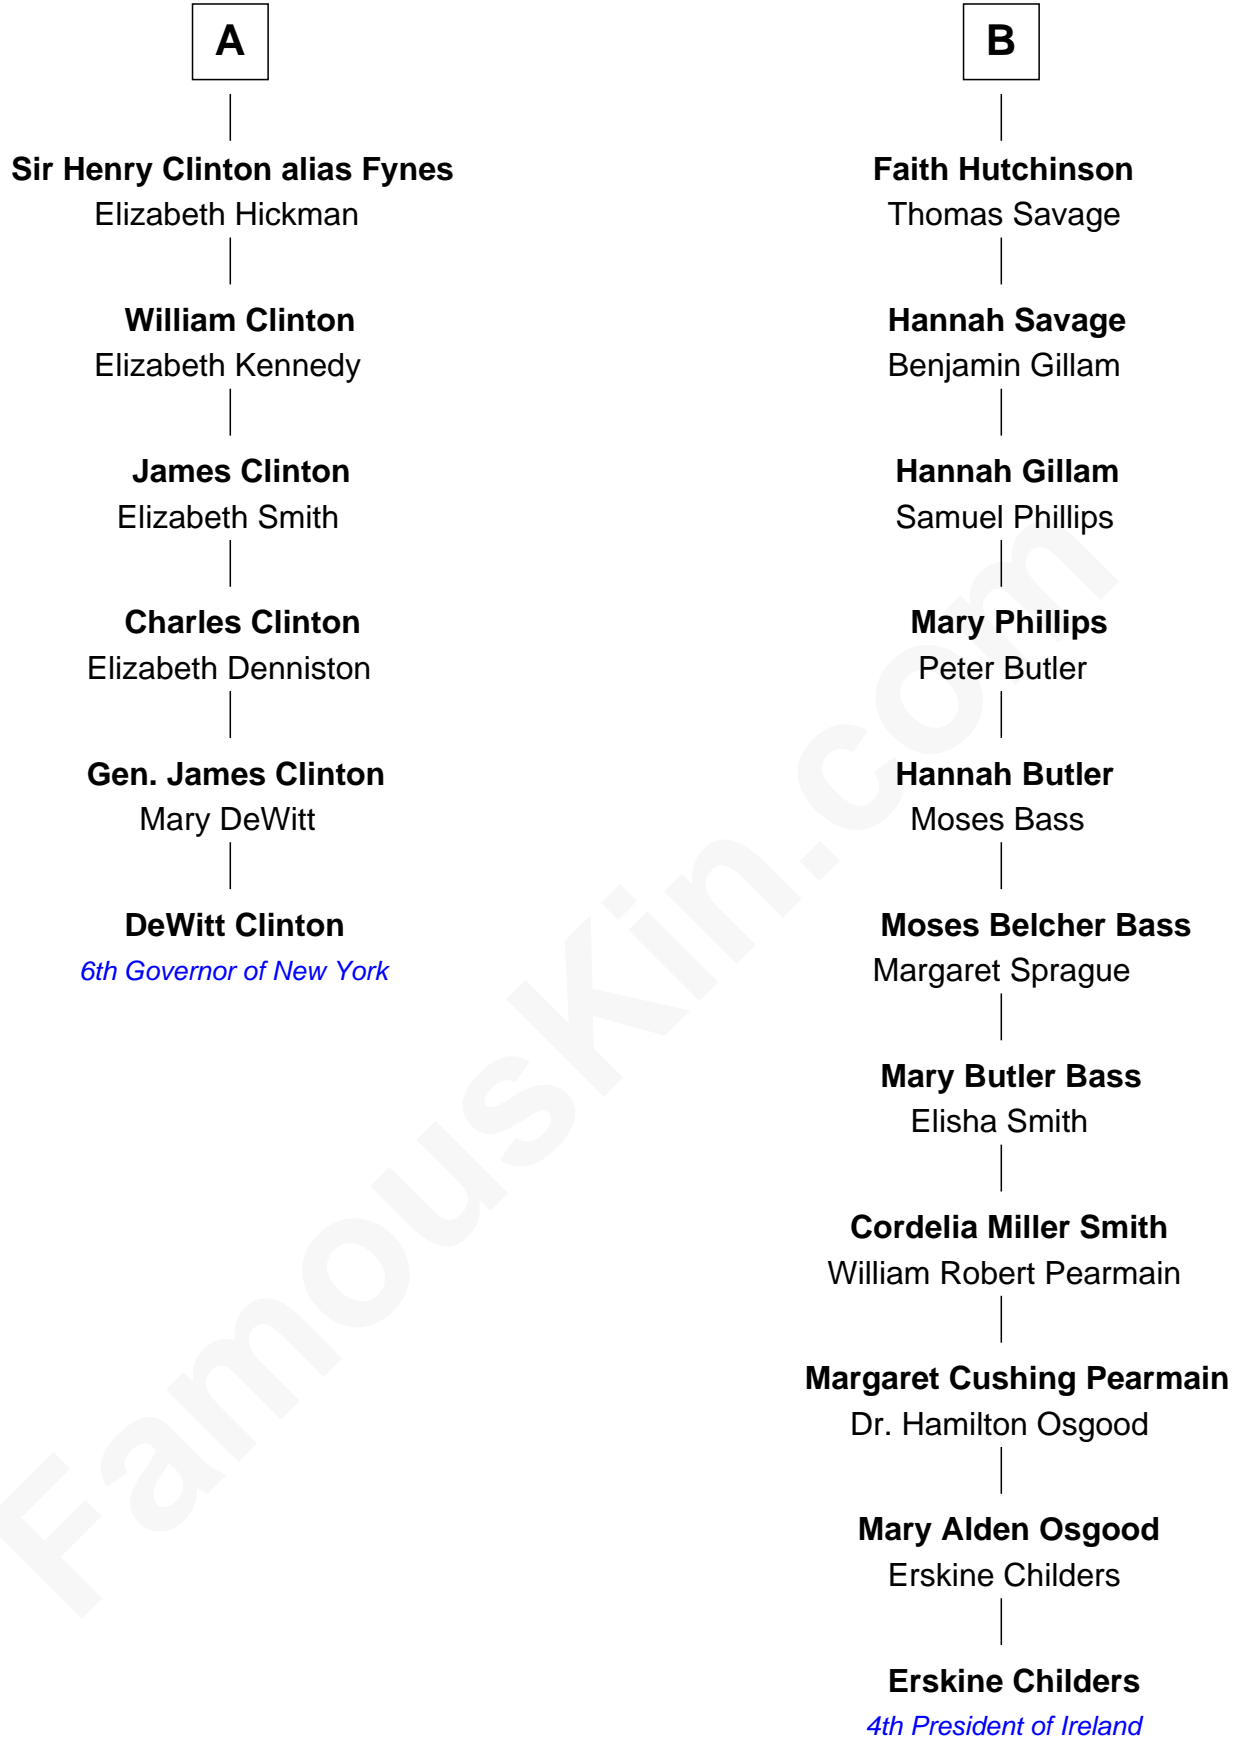 A
Sir Henry Clinton alias Fynes
Elizabeth Hickman
William Clinton
Elizabeth Kennedy
James Clinton
Elizabeth Smith
Charles Clinton
Elizabeth Denniston
Gen. James Clinton
Mary DeWitt
DeWitt Clinton
6th Governor of New York
B
Faith Hutchinson
Thomas Savage
Hannah Savage
Benjamin Gillam
Hannah Gillam
Samuel Phillips
Mary Phillips
Peter Butler
Hannah Butler
Moses Bass
Moses Belcher Bass
Margaret Sprague
Mary Butler Bass
Elisha Smith
Cordelia Miller Smith
William Robert Pearmain
Margaret Cushing Pearmain
Dr. Hamilton Osgood
Mary Alden Osgood
Erskine Childers
Erskine Childers
4th President of Ireland
FamousKin.com